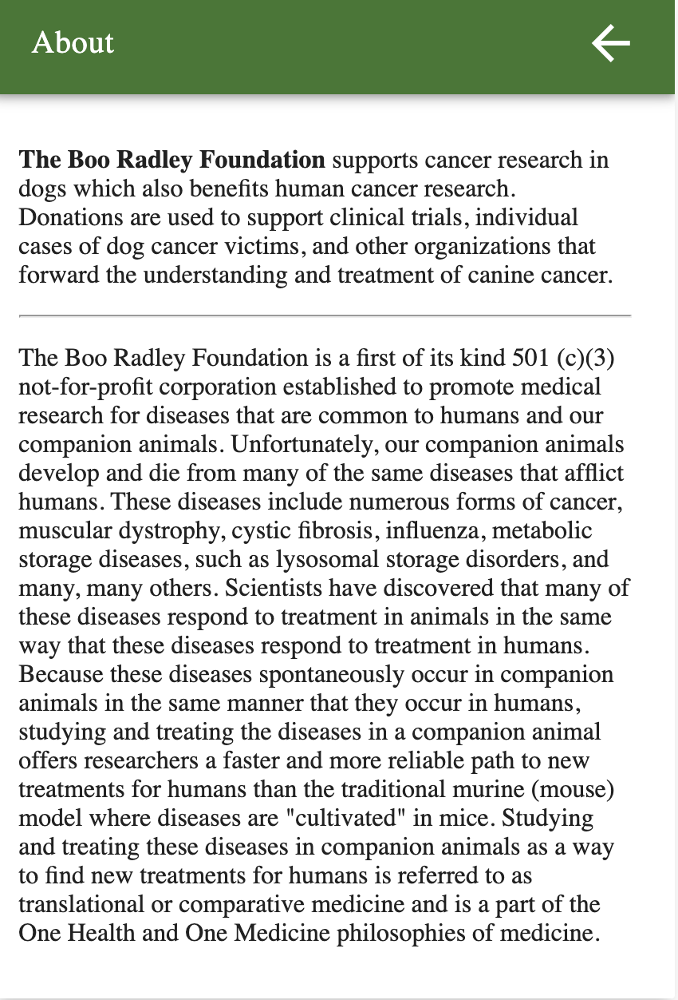 About
The Boo Radley Foundation supports cancer research in
dogs which also benefits human cancer research.
Donations are used to support clinical trials, individual
cases of dog cancer victims, and other organizations that
forward the understanding and treatment of canine cancer.
The Boo Radley Foundation is a first of its kind 501 (c)(3)
not-for-profit corporation established to promote medical
research for diseases that are common to humans and our
companion animals. Unfortunately, our companion animals
develop and die from many of the same diseases that afflict
humans. These diseases include numerous forms of cancer,
muscular dystrophy, cystic fibrosis, influenza, metabolic
storage diseases, such as lysosomal storage disorders, and
many, many others. Scientists have discovered that many of
these diseases respond to treatment in animals in the same
way that these diseases respond to treatment in humans.
Because these diseases spontaneously occur in companion
animals in the same manner that they occur in humans,
studying and treating the diseases in a companion animal
offers researchers a faster and more reliable path to new
treatments for humans than the traditional murine (mouse)
model where diseases are "cultivated" in mice. Studying
and treating these diseases in companion animals as a way
to find new treatments for humans is referred to as
translational or comparative medicine and is a part of the
One Health and One Medicine philosophies of medicine.